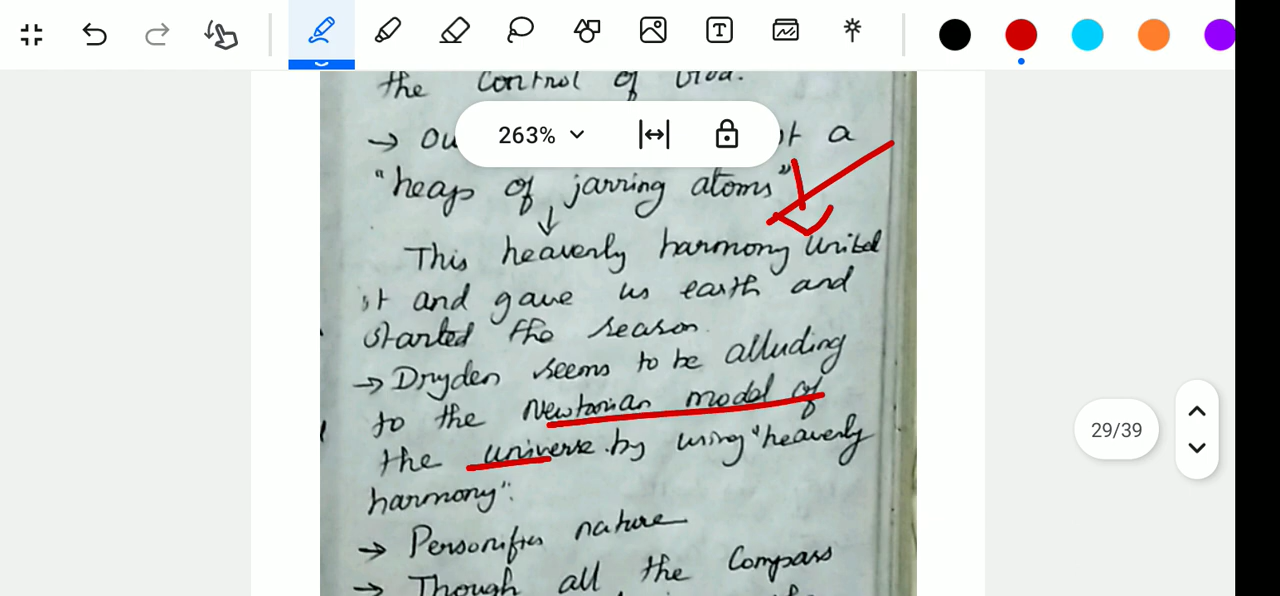 the control of God.
263%
→ Ou
t a
"heaps of jarring atoms"
This heavenly harmony united
it and gave us earth and
started the season.
→ Dryden seems to be alluding
to the Newtonian model of
the universe by using "heavenly
harmony".
→ Personifies nature
→ Though all the Compass
29/39